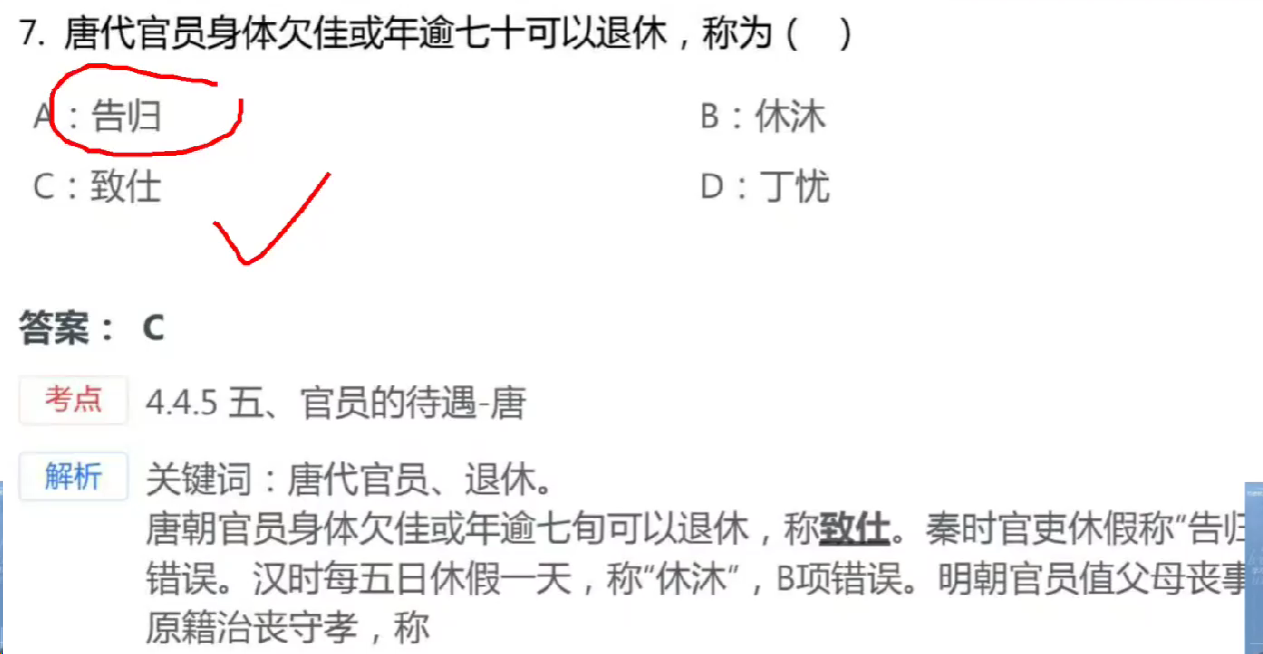 7. 唐代官员身体欠佳或年逾七十可以退休，称为（　）
A：告归
B：休沐
C：致仕
D：丁忧
答案： C
考点 4.4.5 五、官员的待遇-唐
解析 关键词：唐代官员、退休。
唐朝官员身体欠佳或年逾七旬可以退休，称致仕。秦时官吏休假称“告归
错误。汉时每五日休假一天，称“休沐”，B项错误。明朝官员值父母丧事
原籍治丧守孝，称